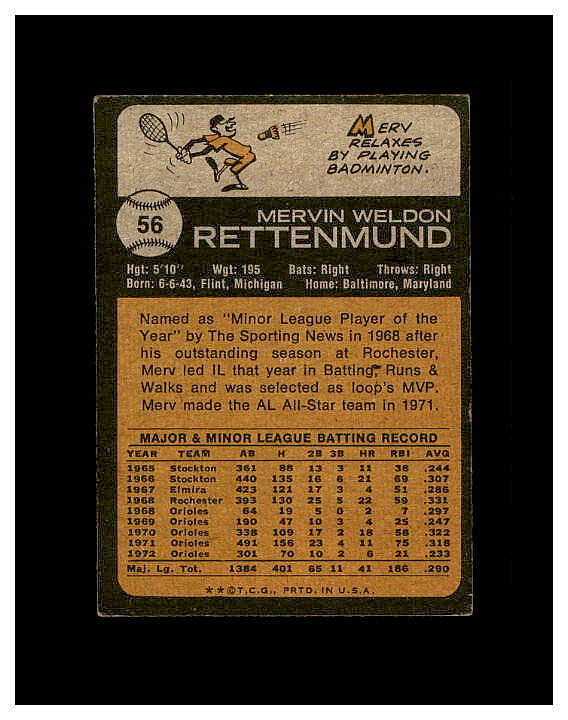 MERV
RELAXES
BY PLAYING
BADMINTON.
56
MERVIN WELDON
RETTENMUND
Hgt: 5'10" Wgt: 195 Bats: Right Throws: Right
Born: 6-6-43, Flint, Michigan Home: Baltimore, Maryland
Named as "Minor League Player of the
Year" by The Sporting News in 1968 after
his outstanding season at Rochester,
Merv led IL that year in Batting, Runs &
Walks and was selected as loop's MVP.
Merv made the AL All-Star team in 1971.
MAJOR & MINOR LEAGUE BATTING RECORD
YEAR TEAM AB H 2B 3B HR RBI AVG
1965 Stockton 361 88 13 3 11 38 .244
1966 Stockton 440 135 16 6 21 69 .307
1967 Elmira 423 121 17 3 4 51 .286
1968 Rochester 393 130 25 5 22 59 .331
1968 Orioles 64 19 5 0 2 7 .297
1969 Orioles 190 47 10 3 4 25 .247
1970 Orioles 338 109 17 2 18 58 .322
1971 Orioles 491 156 23 4 11 75 .318
1972 Orioles 301 70 10 2 6 21 .233
Maj. Lg. Tot. 1384 401 65 11 41 186 .290
**©T.C.G., PRTD. IN U.S.A.